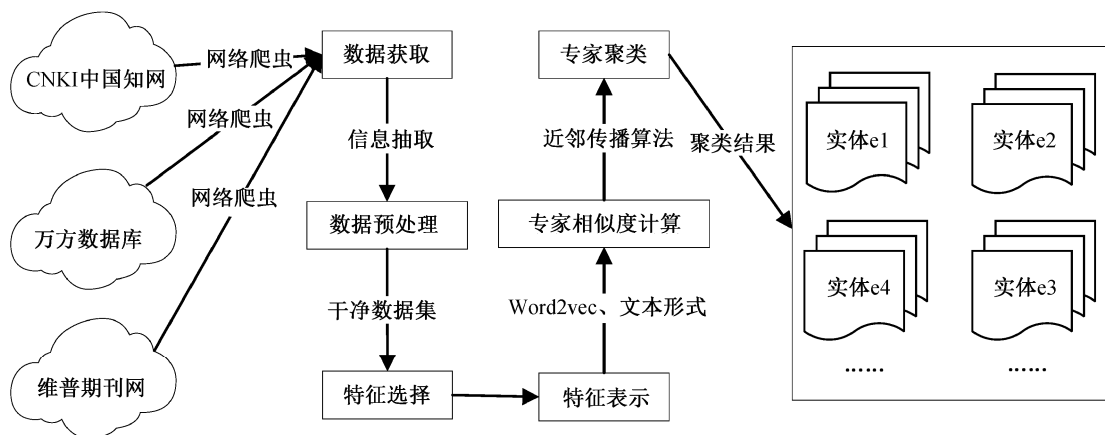 CNKI中国知网
网络爬虫
万方数据库
网络爬虫
维普期刊网
网络爬虫
数据获取
信息抽取
数据预处理
干净数据集
特征选择
特征表示
Word2vec、文本形式
专家相似度计算
近邻传播算法
专家聚类
聚类结果
实体e1
实体e2
实体e4
实体e3
……
……